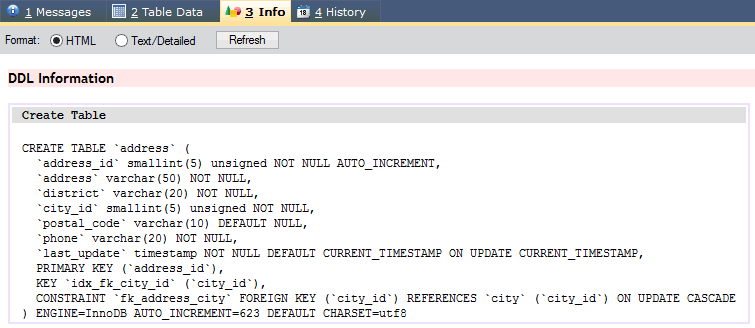 1 Messages 2 Table Data 3 Info 18 4 History
Format: HTML Text/Detailed Refresh
DDL Information
Create Table
CREATE TABLE `address` (
`address_id` smallint(5) unsigned NOT NULL AUTO_INCREMENT,
`address` varchar(50) NOT NULL,
`district` varchar(20) NOT NULL,
`city_id` smallint(5) unsigned NOT NULL,
`postal_code` varchar(10) DEFAULT NULL,
`phone` varchar(20) NOT NULL,
`last_update` timestamp NOT NULL DEFAULT CURRENT_TIMESTAMP ON UPDATE CURRENT_TIMESTAMP,
PRIMARY KEY (`address_id`),
KEY `idx_fk_city_id` (`city_id`),
CONSTRAINT `fk_address_city` FOREIGN KEY (`city_id`) REFERENCES `city` (`city_id`) ON UPDATE CASCADE
) ENGINE=InnoDB AUTO_INCREMENT=623 DEFAULT CHARSET=utf8